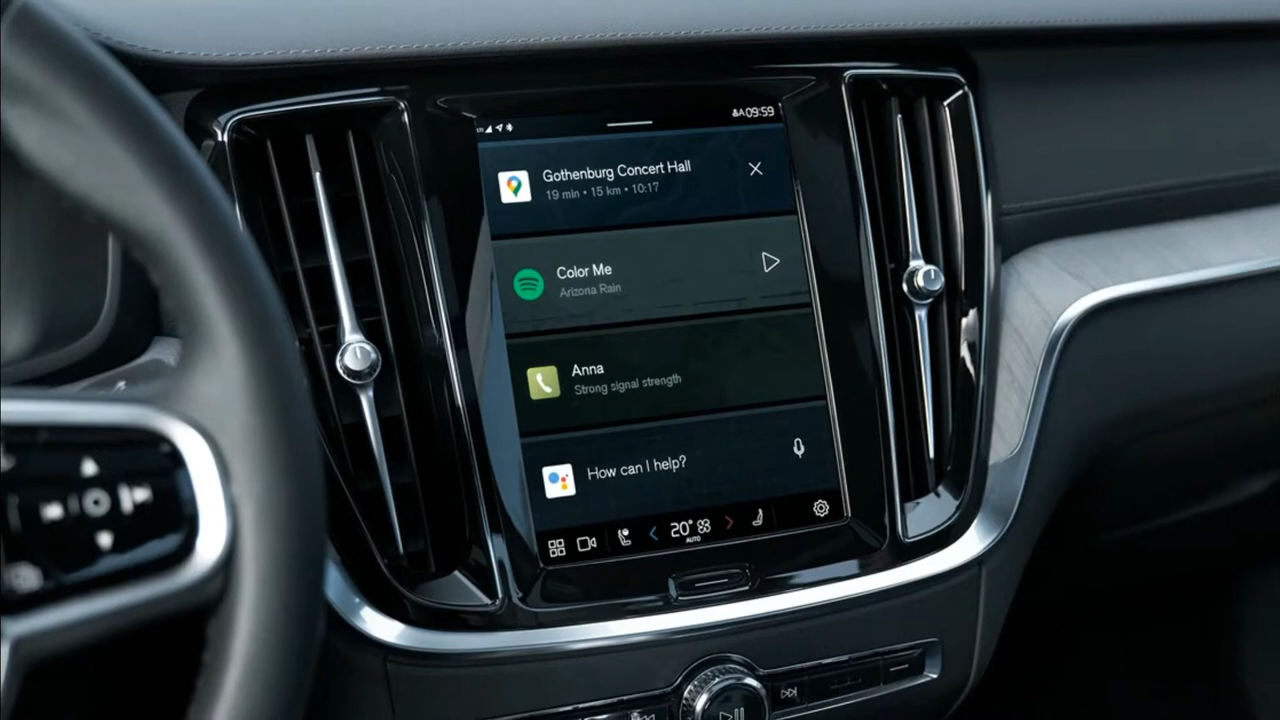 09:59
Gothenburg Concert Hall
19 min • 15 km • 10:17
Color Me
Arizona Rain
Anna
Strong signal strength
How can I help?
20°
AUTO